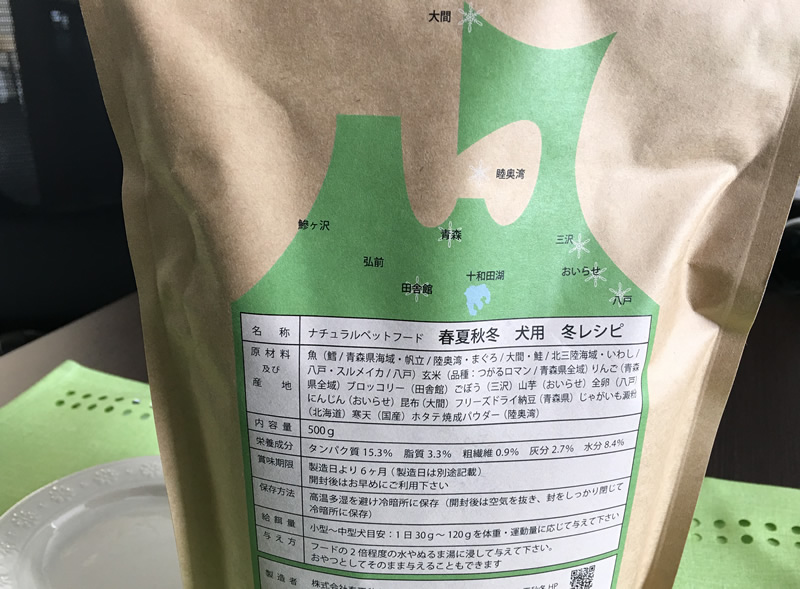 大間
陸奥湾
鰺ヶ沢
青森
三沢
弘前
十和田湖
おいらせ
田舎館
八戸
名 称 ナチュラルペットフード 春夏秋冬 犬用 冬レシピ
原材料及び産地 魚（鱈 / 青森県海域・帆立 / 陸奥湾・まぐろ / 大間・鮭 / 北三陸海域・いわし /
八戸・スルメイカ / 八戸）玄米（品種：つがるロマン / 青森県全域）りんご（青森
県全域）ブロッコリー（田舎館）ごぼう（三沢）山芋（おいらせ）全卵（八戸）
にんじん（おいらせ）昆布（大間）フリーズドライ納豆（青森県）じゃがいも澱粉
（北海道）寒天（国産）ホタテ焼成パウダー（陸奥湾）
内容量 500g
栄養成分 タンパク質 15.3% 脂質 3.3% 粗繊維 0.9% 灰分 2.7% 水分 8.4%
賞味期限 製造日より６ヶ月（製造日は別途記載）
開封後はお早めにご利用下さい
保存方法 高温多湿を避け冷暗所に保存（開封後は空気を抜き、封をしっかり閉じて
冷暗所に保存）
給餌量 小型〜中型犬目安：１日 30g〜 120gを体重・運動量に応じて与えて下さい
与え方 フードの２倍程度の水やぬるま湯に浸して与えて下さい。
おやつとしてそのまま与えることもできます
製造者 株式会社
HP